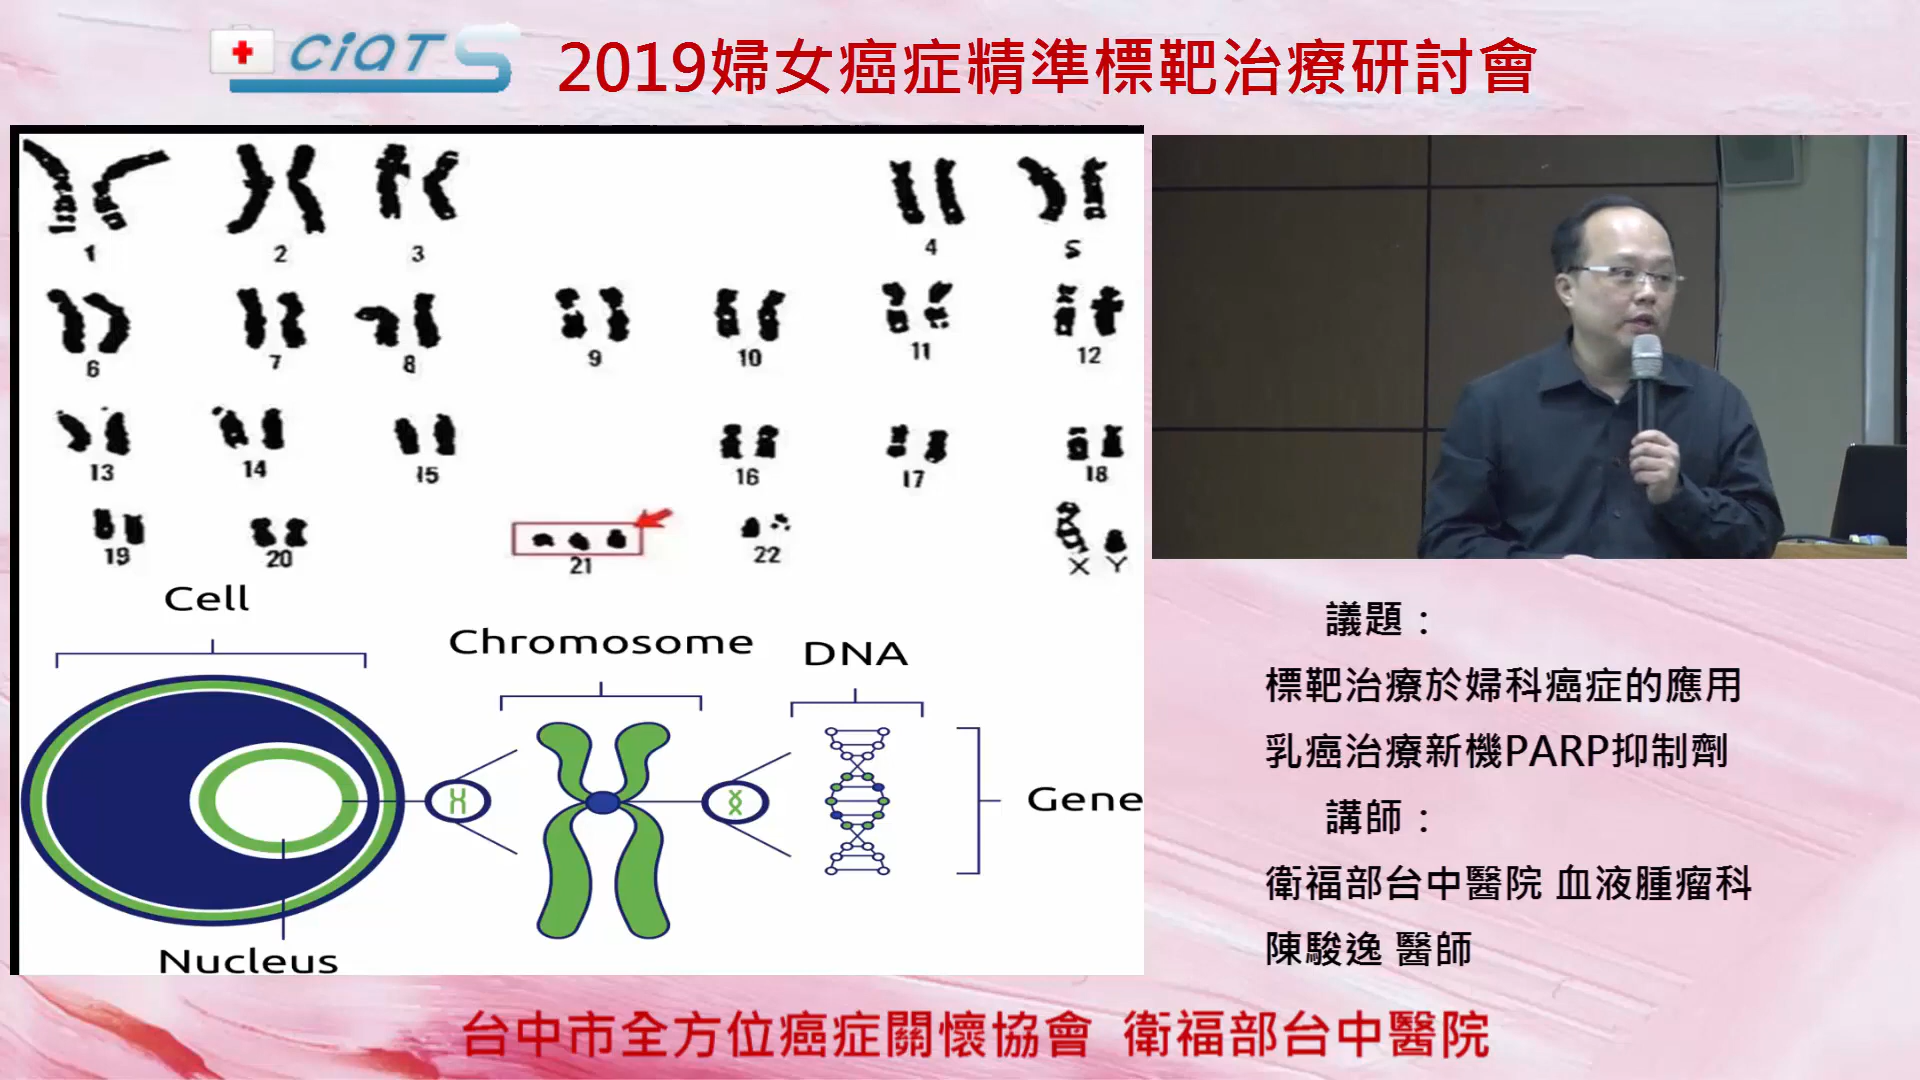 CiaTS
2019婦女癌症精準標靶治療研討會
1 2 3 4 5
6 7 8 9 10 11 12
13 14 15 16 17 18
19 20 21 22 X Y
Cell
Chromosome
DNA
Gene
Nucleus
議題：
標靶治療於婦科癌症的應用
乳癌治療新機PARP抑制劑
講師：
衛福部台中醫院 血液腫瘤科
陳駿逸 醫師
台中市全方位癌症關懷協會 衛福部台中醫院